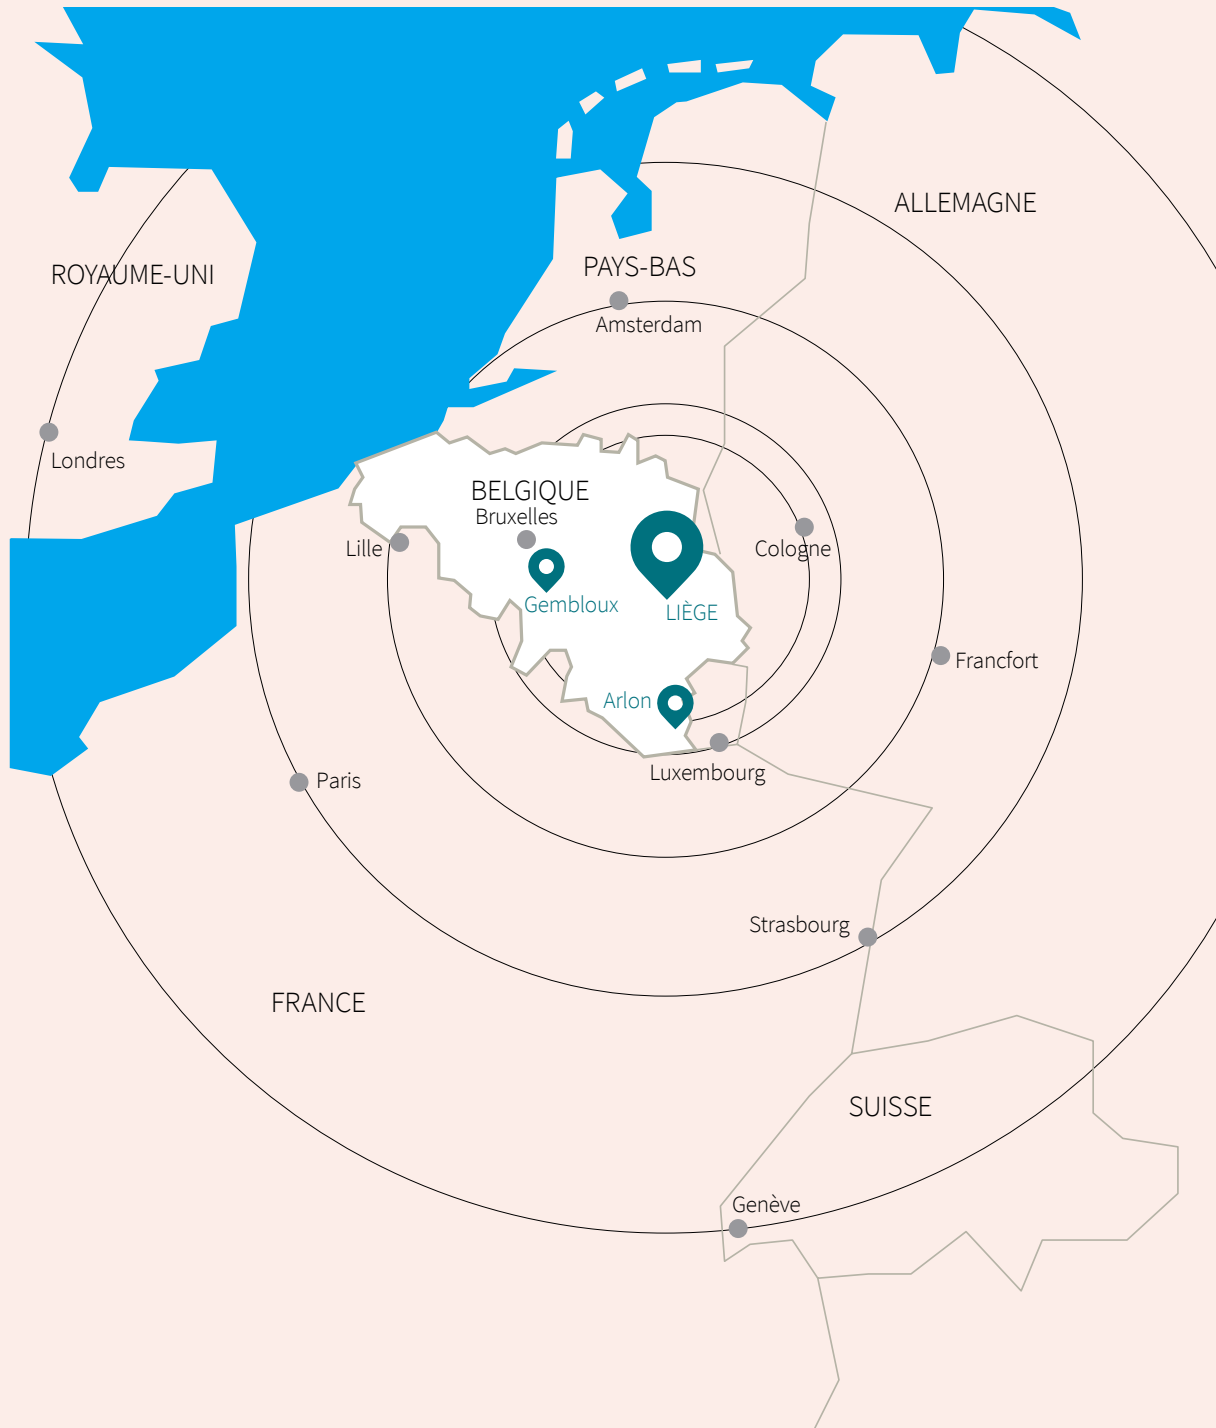 ALLEMAGNE
ROYAUME-UNI
PAYS-BAS
Amsterdam
Londres
BELGIQUE
Bruxelles
Lille
Cologne
Gembloux
LIÈGE
Francfort
Arlon
Luxembourg
Paris
Strasbourg
FRANCE
SUISSE
Genève